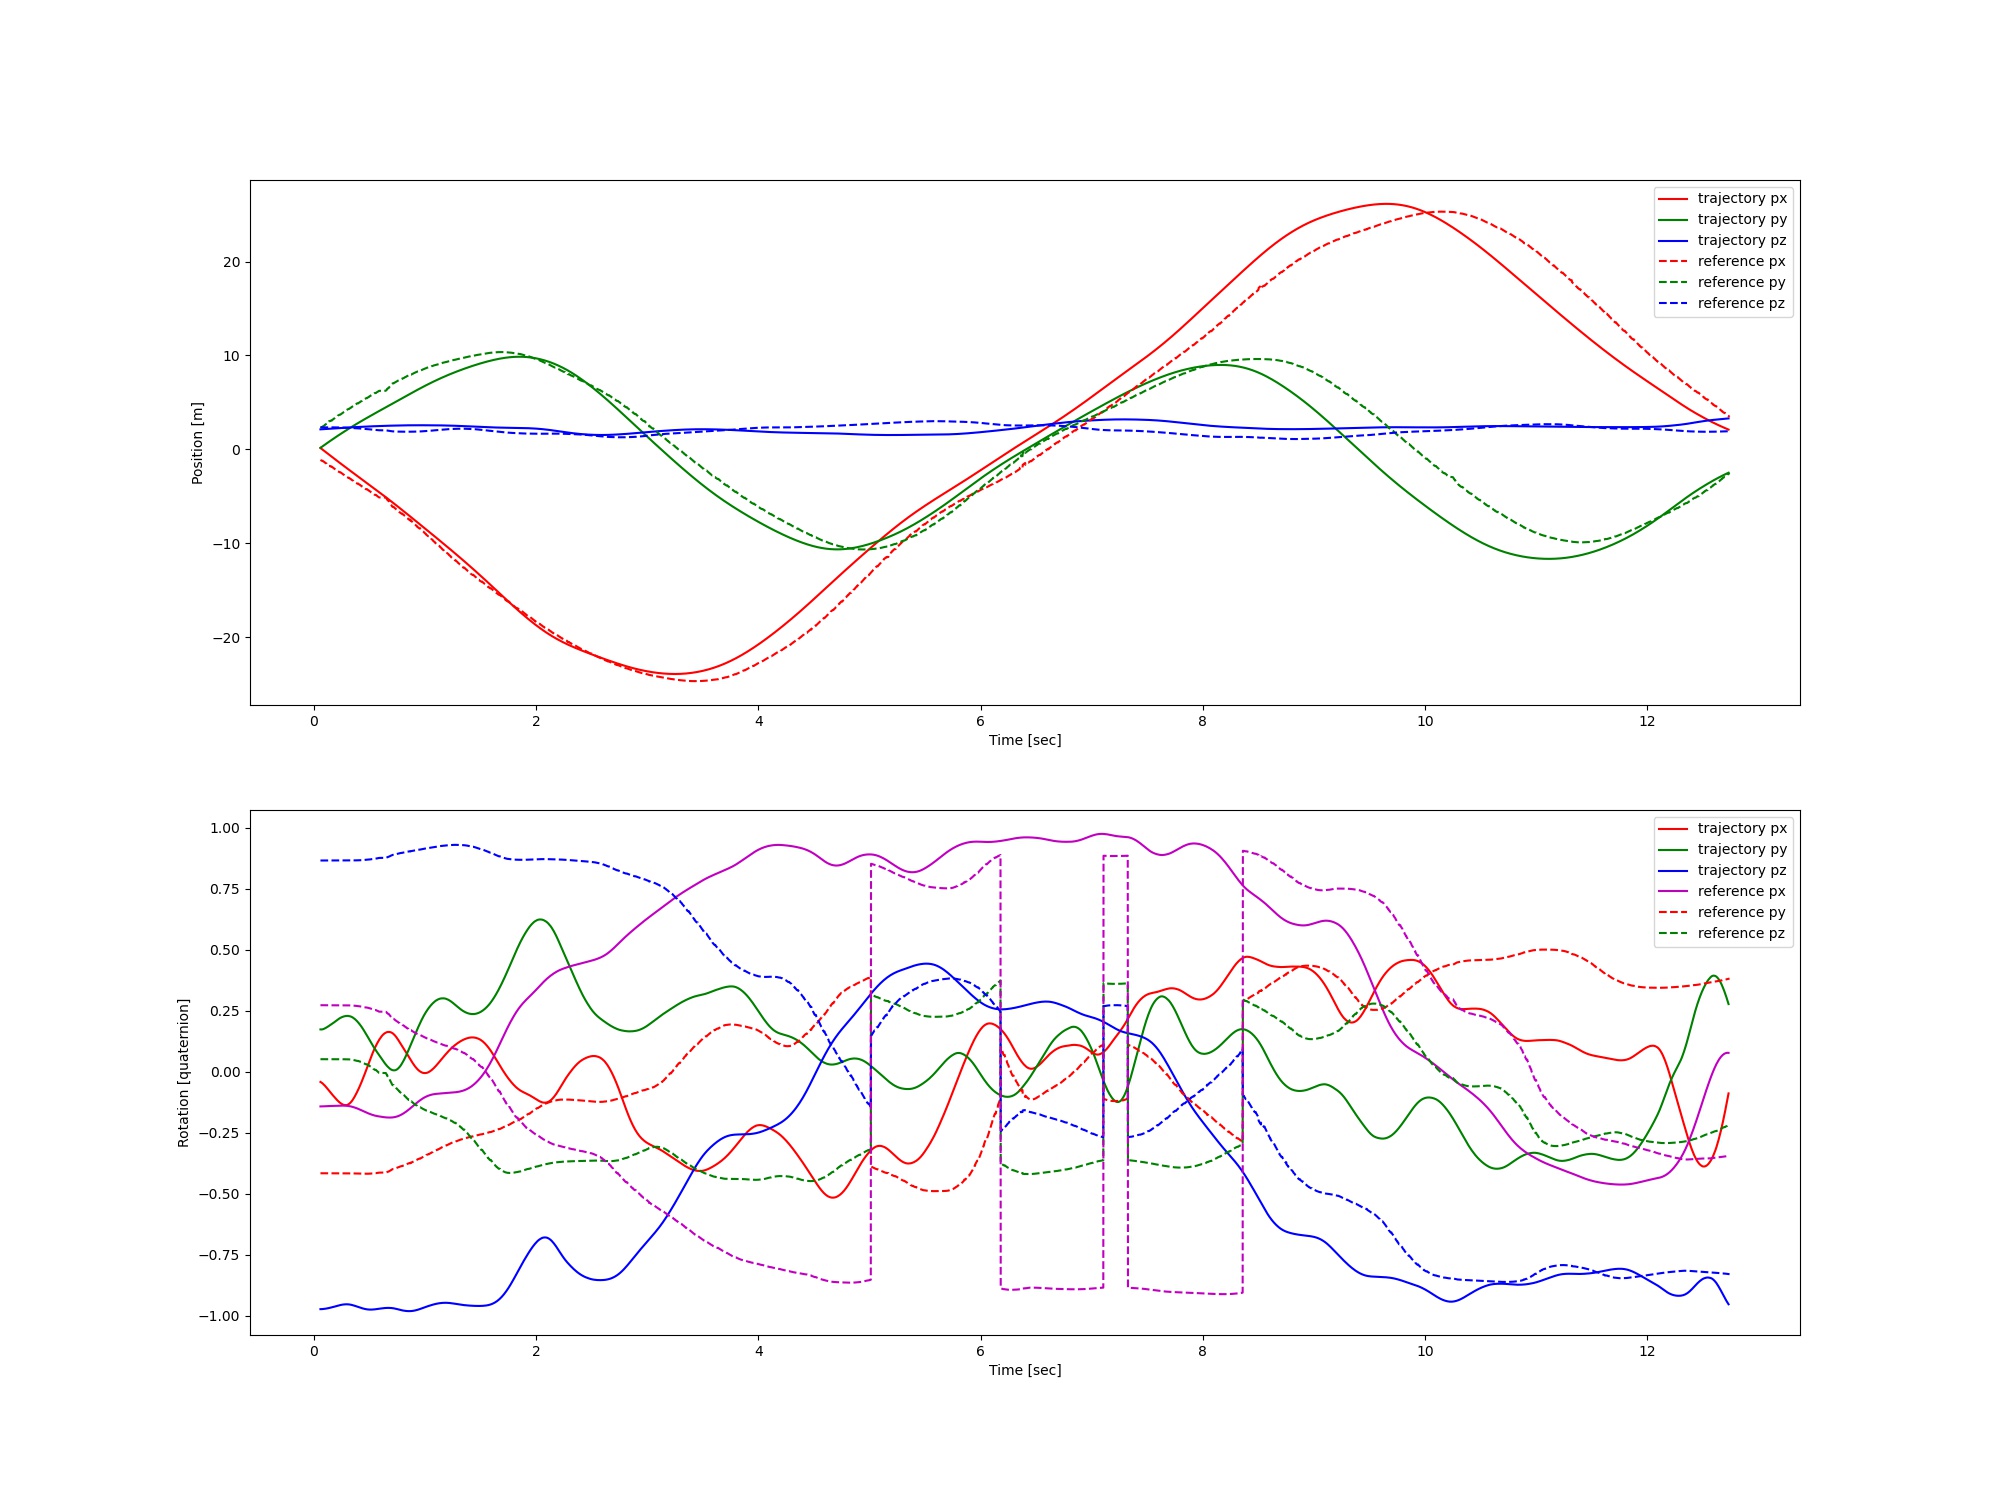 trajectory px
trajectory py
trajectory pz
reference px
reference py
reference pz
20
10
0
−10
−20
Position [m]
0 2 4 6 8 10 12
Time [sec]
trajectory px
trajectory py
trajectory pz
reference px
reference py
reference pz
1.00
0.75
0.50
0.25
0.00
−0.25
−0.50
−0.75
−1.00
Rotation [quaternion]
0 2 4 6 8 10 12
Time [sec]